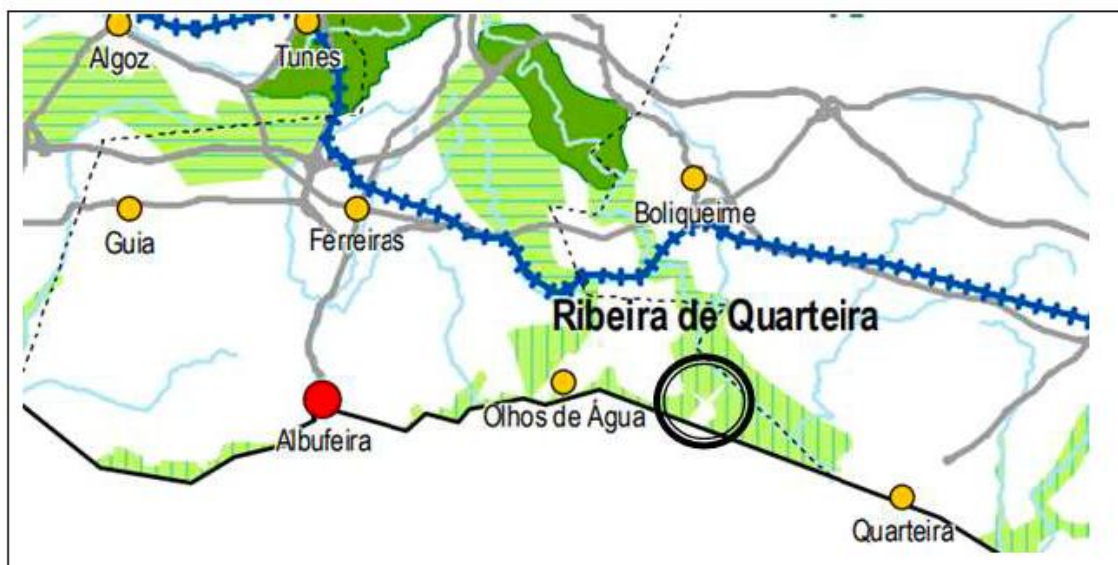 Algoz
Tunes
Boliqueime
Guia
Ferreiras
Ribeira de Quarteira
Olhos de Água
Albufeira
Quarteira